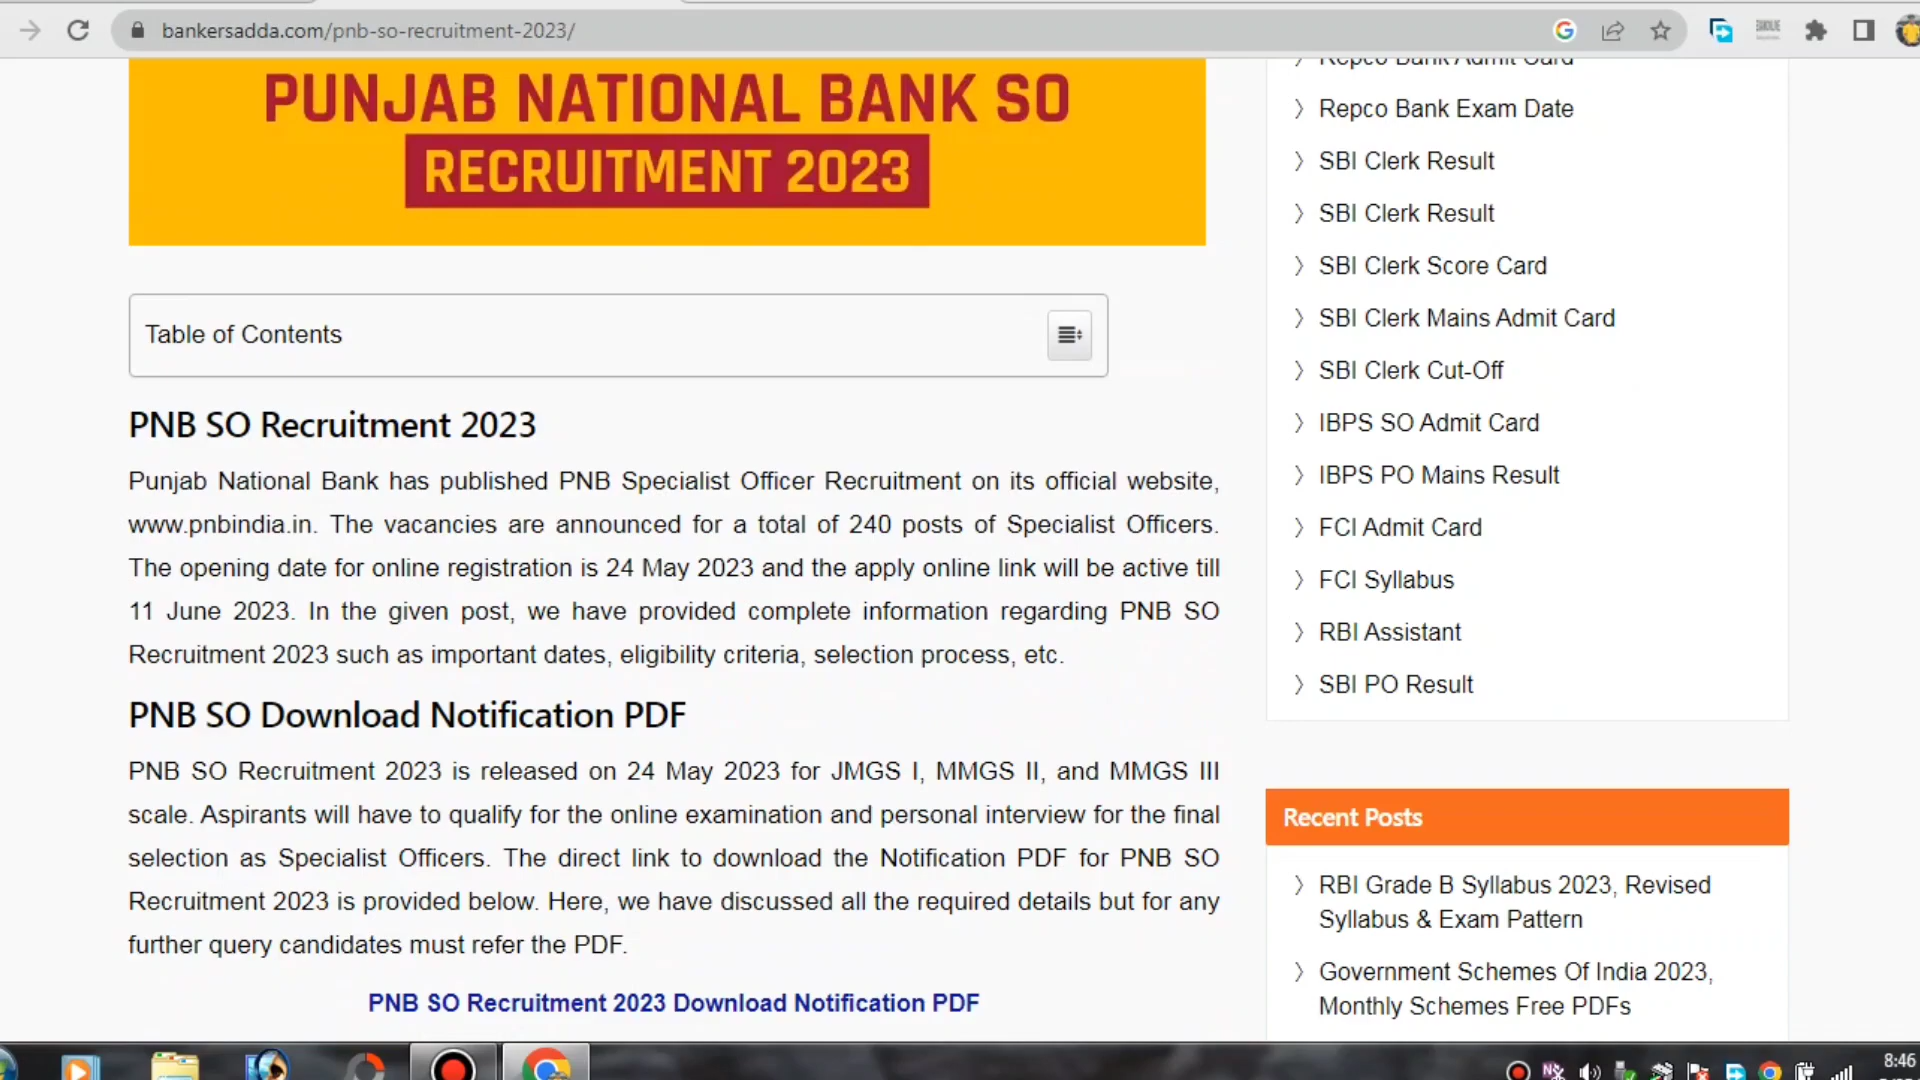 bankersadda.com/pnb-so-recruitment-2023/
PUNJAB NATIONAL BANK SO
RECRUITMENT 2023
Table of Contents
PNB SO Recruitment 2023
Punjab National Bank has published PNB Specialist Officer Recruitment on its official website,
www.pnbindia.in. The vacancies are announced for a total of 240 posts of Specialist Officers.
The opening date for online registration is 24 May 2023 and the apply online link will be active till
11 June 2023. In the given post, we have provided complete information regarding PNB SO
Recruitment 2023 such as important dates, eligibility criteria, selection process, etc.
PNB SO Download Notification PDF
PNB SO Recruitment 2023 is released on 24 May 2023 for JMGS I, MMGS II, and MMGS III
scale. Aspirants will have to qualify for the online examination and personal interview for the final
selection as Specialist Officers. The direct link to download the Notification PDF for PNB SO
Recruitment 2023 is provided below. Here, we have discussed all the required details but for any
further query candidates must refer the PDF.
PNB SO Recruitment 2023 Download Notification PDF
Repco Bank Admit Card
Repco Bank Exam Date
SBI Clerk Result
SBI Clerk Result
SBI Clerk Score Card
SBI Clerk Mains Admit Card
SBI Clerk Cut-Off
IBPS SO Admit Card
IBPS PO Mains Result
FCI Admit Card
FCI Syllabus
RBI Assistant
SBI PO Result
Recent Posts
RBI Grade B Syllabus 2023, Revised
Syllabus & Exam Pattern
Government Schemes Of India 2023,
Monthly Schemes Free PDFs
8:46